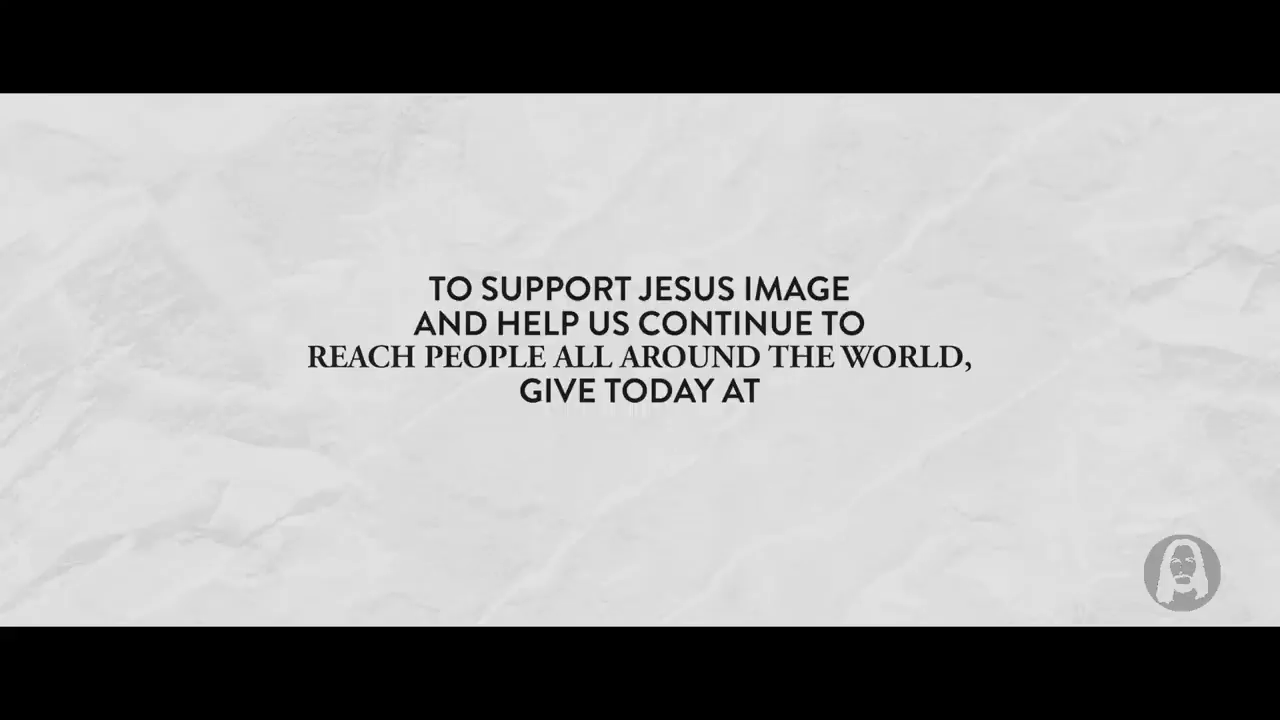 TO SUPPORT JESUS IMAGE
AND HELP US CONTINUE TO
REACH PEOPLE ALL AROUND THE WORLD,
GIVE TODAY AT